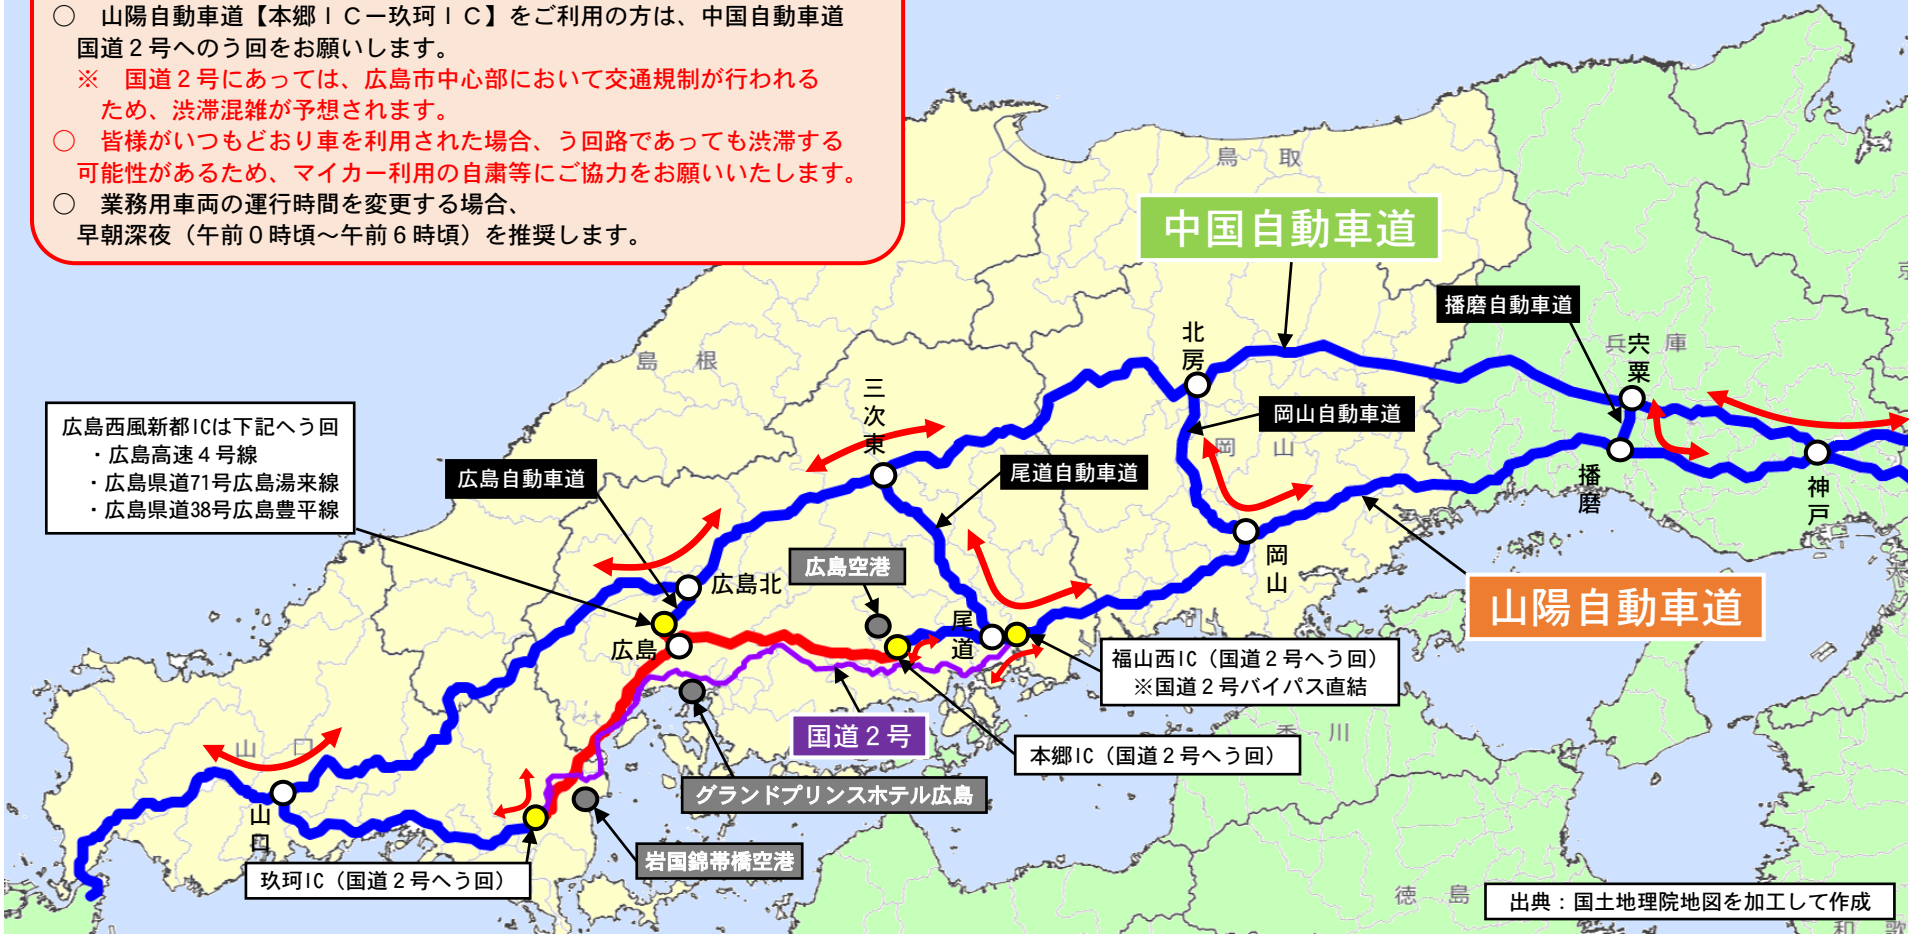 ○　山陽自動車道【本郷ＩＣ－玖珂ＩＣ】をご利用の方は、中国自動車道
国道２号へのう回をお願いします。
※　国道２号にあっては、広島市中心部において交通規制が行われる
ため、渋滞混雑が予想されます。
○　皆様がいつもどおり車を利用された場合、う回路であっても渋滞する
可能性があるため、マイカー利用の自粛等にご協力をお願いいたします。
○　業務用車両の運行時間を変更する場合、
早朝深夜（午前０時頃～午前６時頃）を推奨します。
鳥取
中国自動車道
播磨自動車道
兵庫
宍粟
北房
島根
三次東
岡山自動車道
岡山
広島西風新都ICは下記へう回
・広島高速４号線
・広島県道71号広島湯来線
・広島県道38号広島豊平線
広島自動車道
尾道自動車道
播磨
神戸
広島空港
岡山
広島北
山陽自動車道
広島
尾道
福山西IC（国道２号へう回）
※国道２号バイパス直結
国道２号
香川
本郷IC（国道２号へう回）
山口
グランドプリンスホテル広島
山口
岩国錦帯橋空港
玖珂IC（国道２号へう回）
徳島
出典：国土地理院地図を加工して作成
和歌